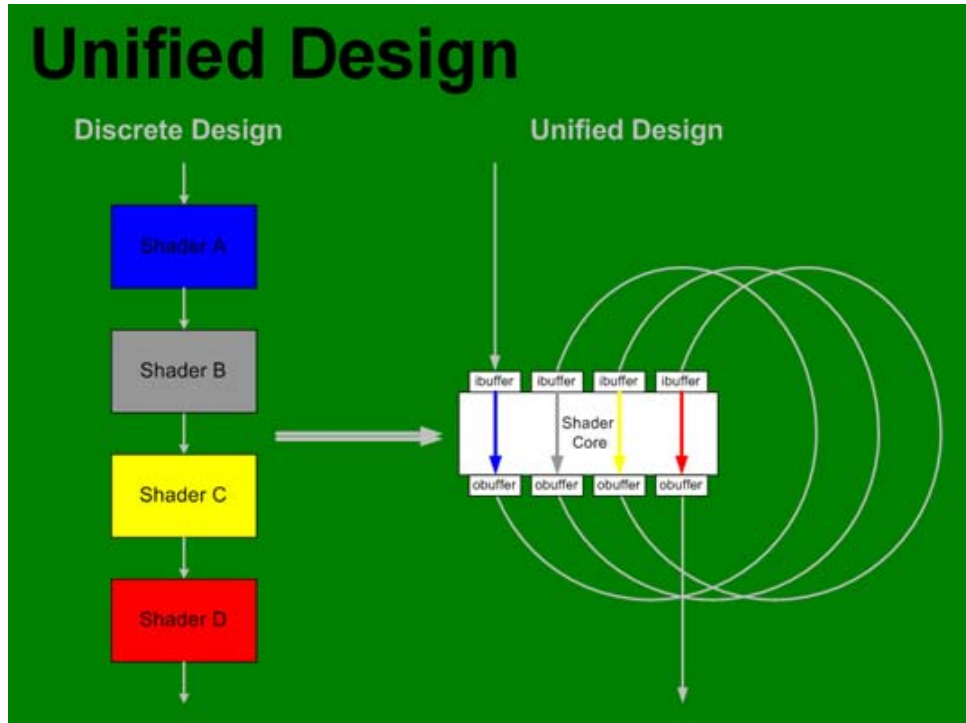 Unified Design
Discrete Design
Shader A
Shader B
Shader C
Shader D
Unified Design
ibuffer ibuffer ibuffer ibuffer
Shader
Core
obuffer obuffer obuffer obuffer